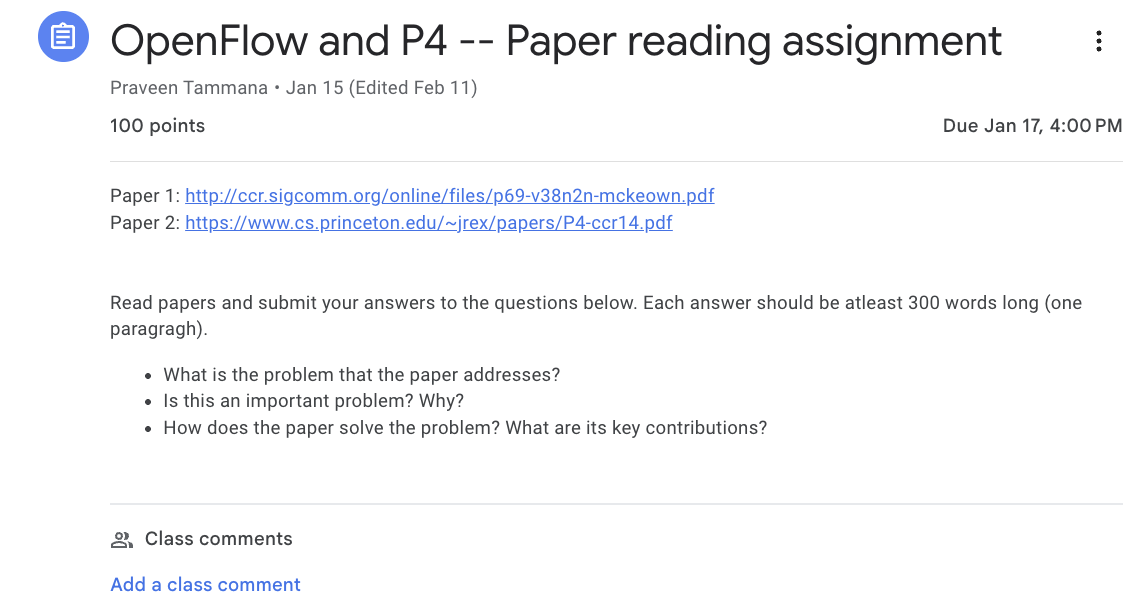 OpenFlow and P4 -- Paper reading assignment
Praveen Tammana • Jan 15 (Edited Feb 11)
100 points
Due Jan 17, 4:00 PM
Paper 1: http://ccr.sigcomm.org/online/files/p69-v38n2n-mckeown.pdf
Paper 2: https://www.cs.princeton.edu/~jrex/papers/P4-ccr14.pdf
Read papers and submit your answers to the questions below. Each answer should be atleast 300 words long (one
paragragh).
• What is the problem that the paper addresses?
• Is this an important problem? Why?
• How does the paper solve the problem? What are its key contributions?
Class comments
Add a class comment